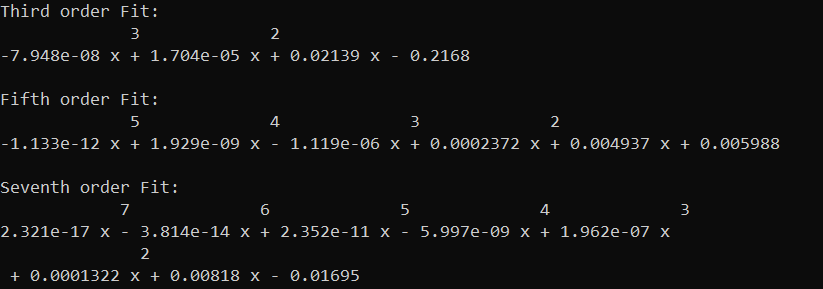 Third order Fit:
            3            2
-7.948e-08 x + 1.704e-05 x + 0.02139 x - 0.2168

Fifth order Fit:
            5             4             3             2
-1.133e-12 x + 1.929e-09 x - 1.119e-06 x + 0.0002372 x + 0.004937 x + 0.005988

Seventh order Fit:
           7             6             5             4             3
2.321e-17 x - 3.814e-14 x + 2.352e-11 x - 5.997e-09 x + 1.962e-07 x
              2
 + 0.0001322 x + 0.00818 x - 0.01695